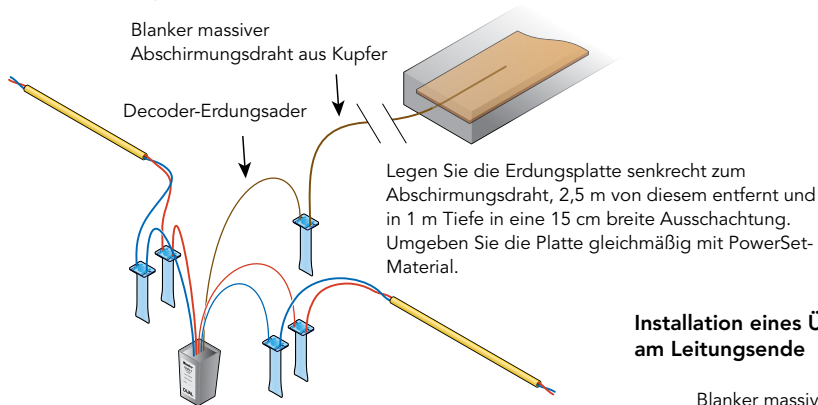 Blanker massiver
Abschirmungsdraht aus Kupfer
Decoder-Erdungsader
Legen Sie die Erdungsplatte senkrecht zum
Abschirmungsdraht, 2,5 m von diesem entfernt und
in 1 m Tiefe in eine 15 cm breite Ausschachtung.
Umgeben Sie die Platte gleichmäßig mit PowerSet-
Material.
Installation eines Ü
am Leitungsende
Blanker massiv
DUAL